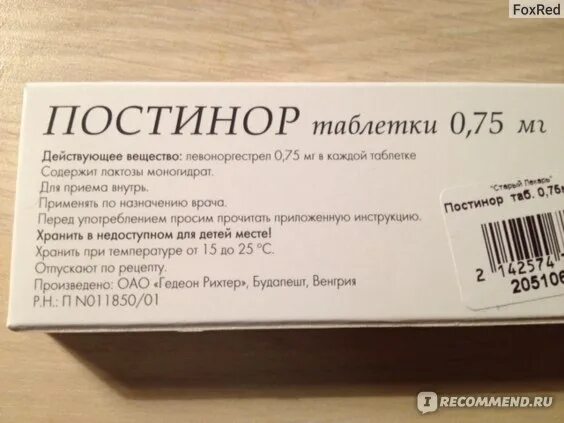 FoxRed
ПОСТИНОР таблетки 0,75 мг
Действующее вещество: левоноргестрел 0,75 мг в каждой таблетке
Содержит лактозы моногидрат.
Для приема внутрь.
Применять по назначению врача.
Перед употреблением просим прочитать приложенную инструкцию.
Хранить в недоступном для детей месте!
Хранить при температуре от 15 до 25 °C.
Отпускают по рецепту.
Произведено: ОАО «Гедеон Рихтер», Будапешт, Венгрия
Р.Н.: П N011850/01
"Старый Лекарь"
Постинор таб. 0,75
2 142574
205106
IRECOMMEND.RU